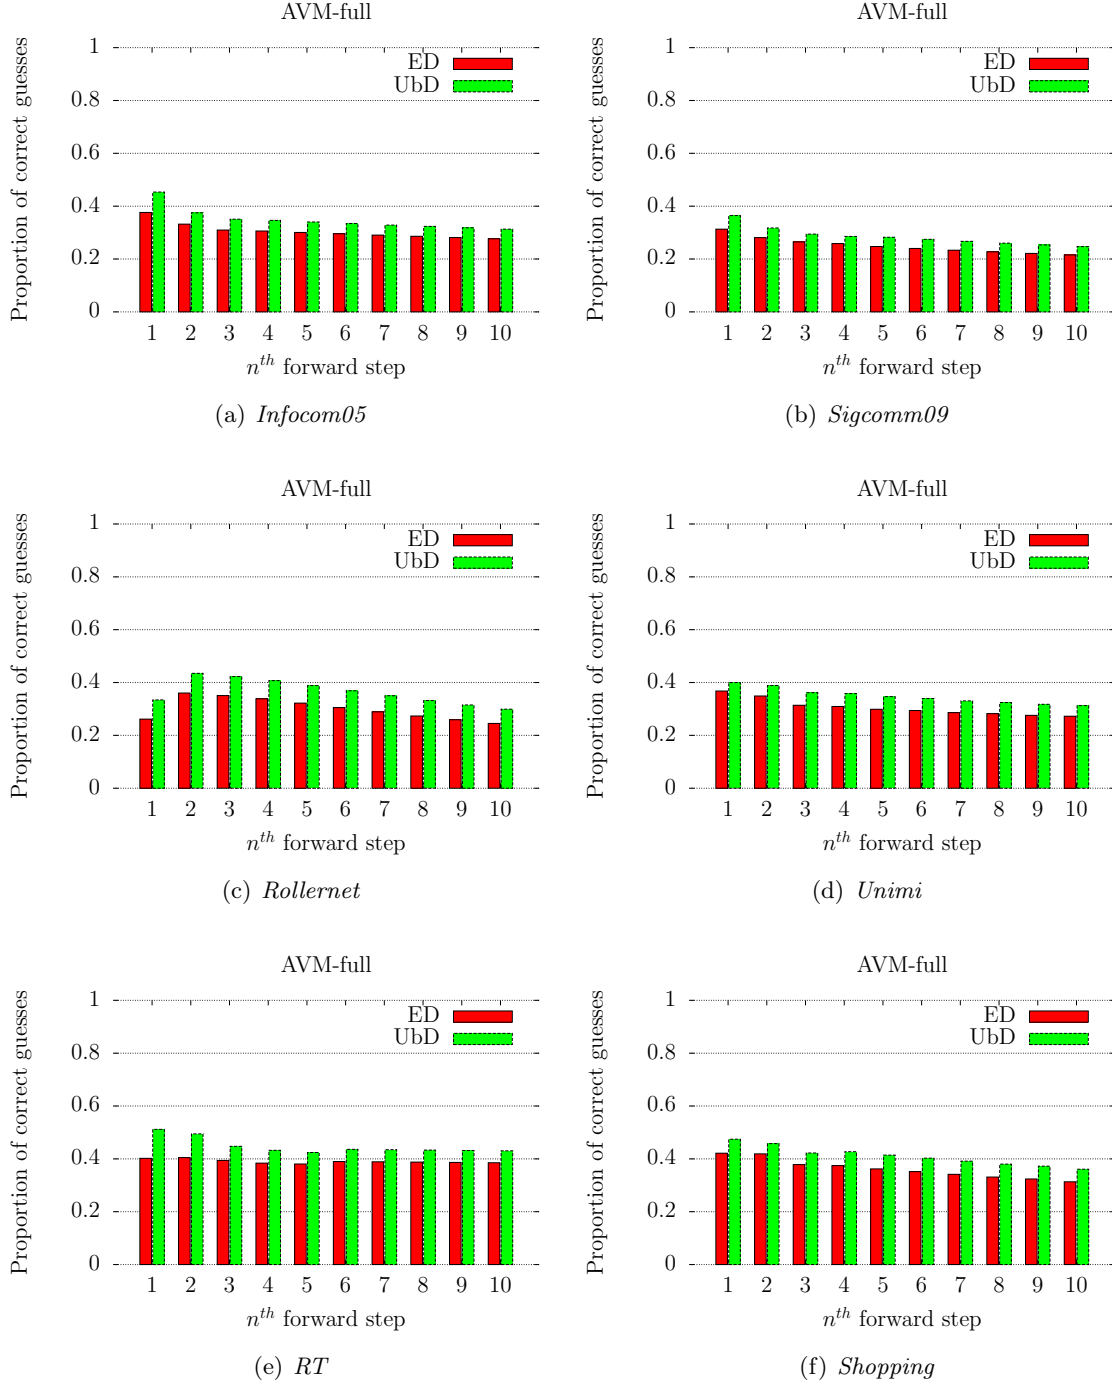 AVM-full
Proportion of correct guesses
1
0.8
0.6
0.4
0.2
0
ED
UbD
1 2 3 4 5 6 7 8 9 10
nth forward step
(a) Infocom05
AVM-full
Proportion of correct guesses
1
0.8
0.6
0.4
0.2
0
ED
UbD
1 2 3 4 5 6 7 8 9 10
nth forward step
(b) Sigcomm09
AVM-full
Proportion of correct guesses
1
0.8
0.6
0.4
0.2
0
ED
UbD
1 2 3 4 5 6 7 8 9 10
nth forward step
(c) Rollernet
AVM-full
Proportion of correct guesses
1
0.8
0.6
0.4
0.2
0
ED
UbD
1 2 3 4 5 6 7 8 9 10
nth forward step
(d) Unimi
AVM-full
Proportion of correct guesses
1
0.8
0.6
0.4
0.2
0
ED
UbD
1 2 3 4 5 6 7 8 9 10
nth forward step
(e) RT
AVM-full
Proportion of correct guesses
1
0.8
0.6
0.4
0.2
0
ED
UbD
1 2 3 4 5 6 7 8 9 10
nth forward step
(f) Shopping